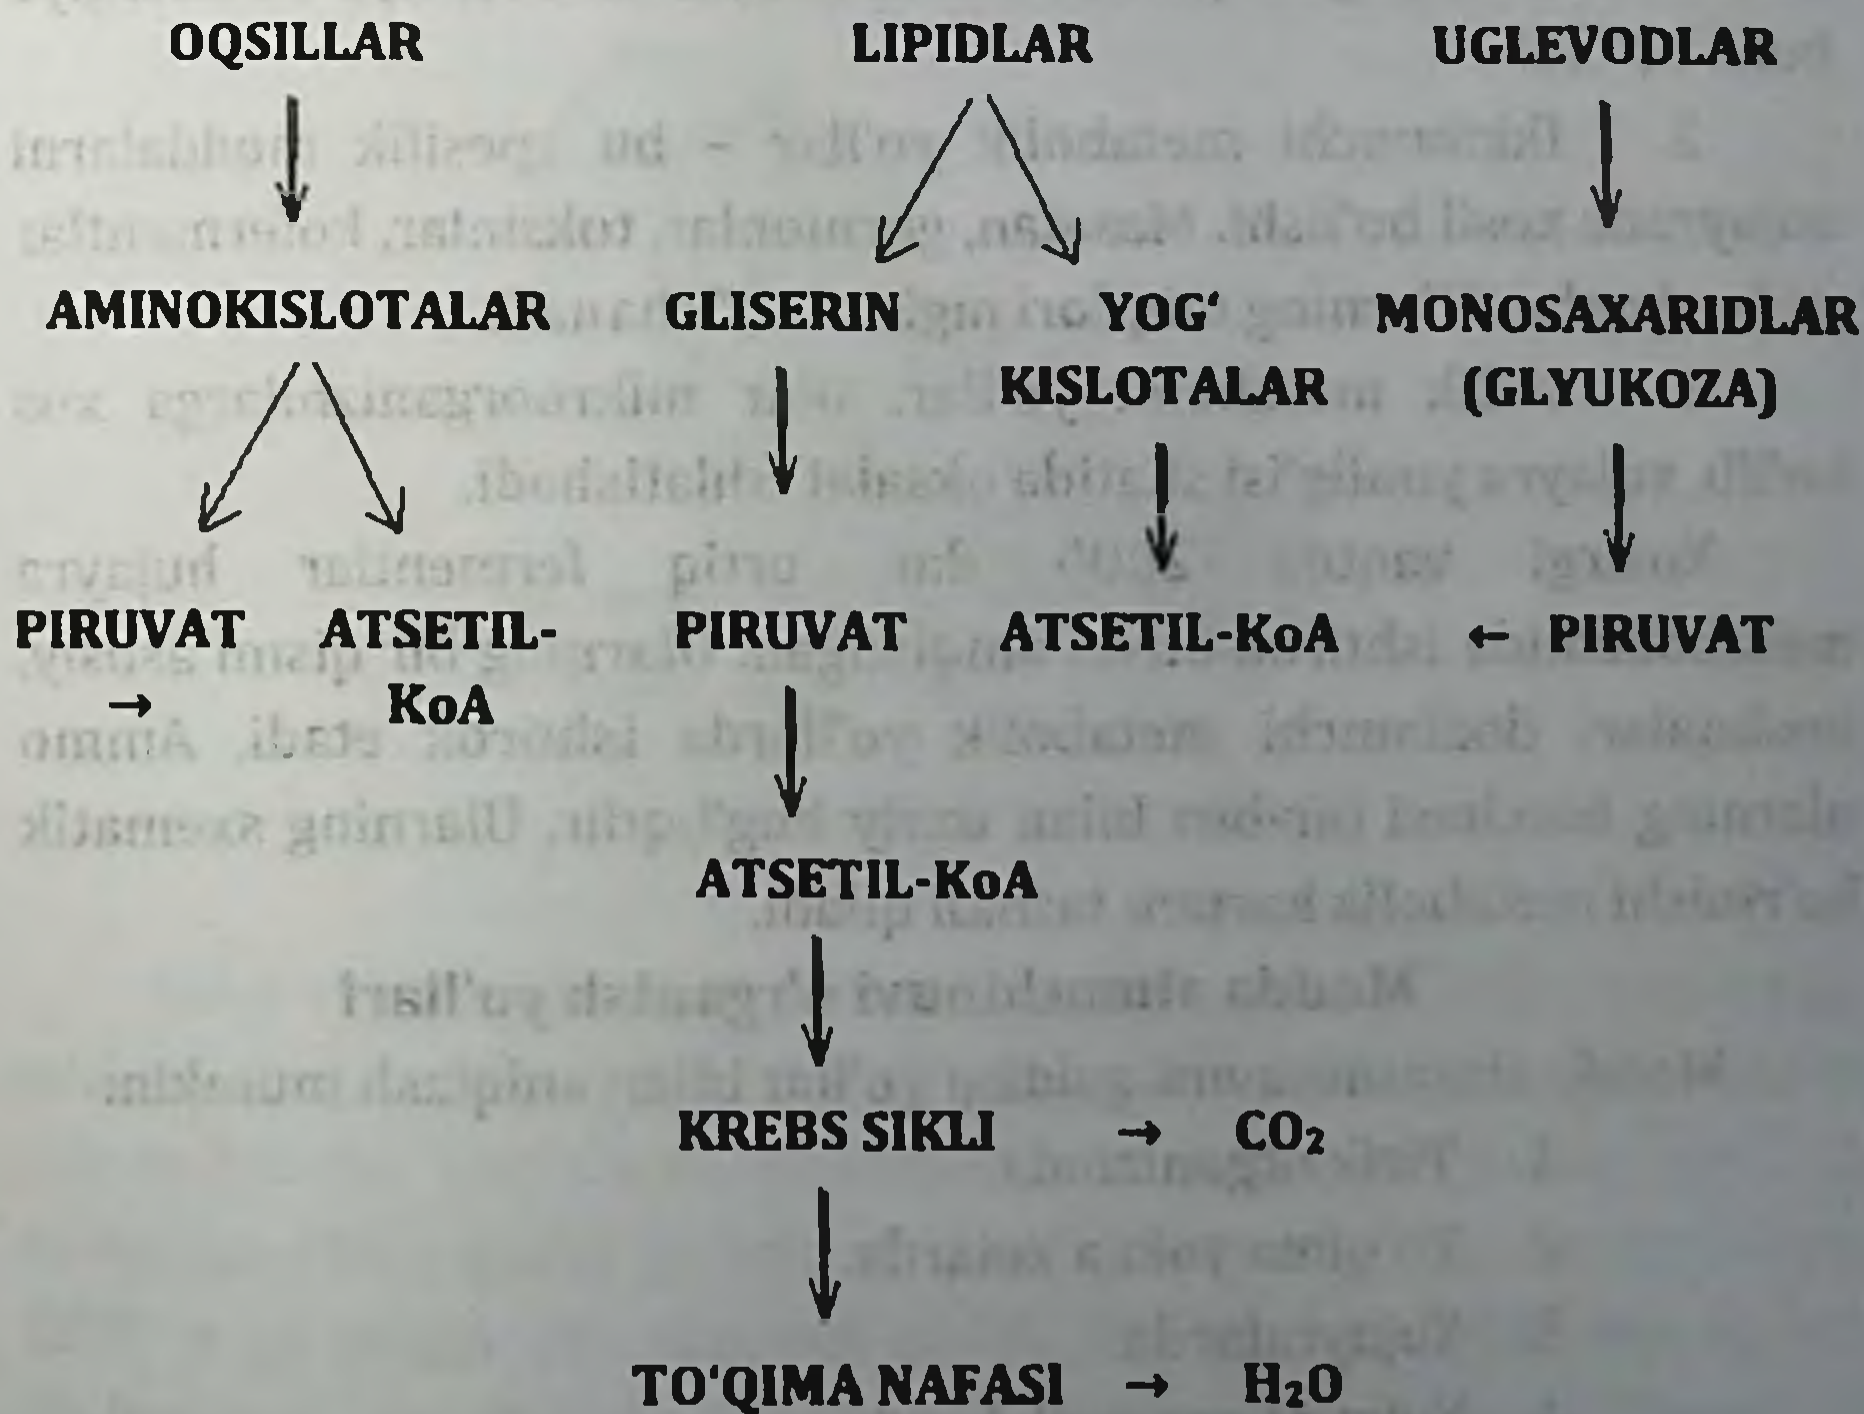 OQSILLAR LIPIDLAR UGLEVODLAR
AMINOKISLOTALAR GLISERIN YOG‘ MONOSAXARIDLAR
KISLOTALAR (GLYUKOZA)
PIRUVAT ATSETIL- PIRUVAT ATSETIL-KoA ← PIRUVAT
→ KoA
ATSETIL-KoA
KREBS SIKLI → CO₂
TO‘QIMA NAFASI → H₂O